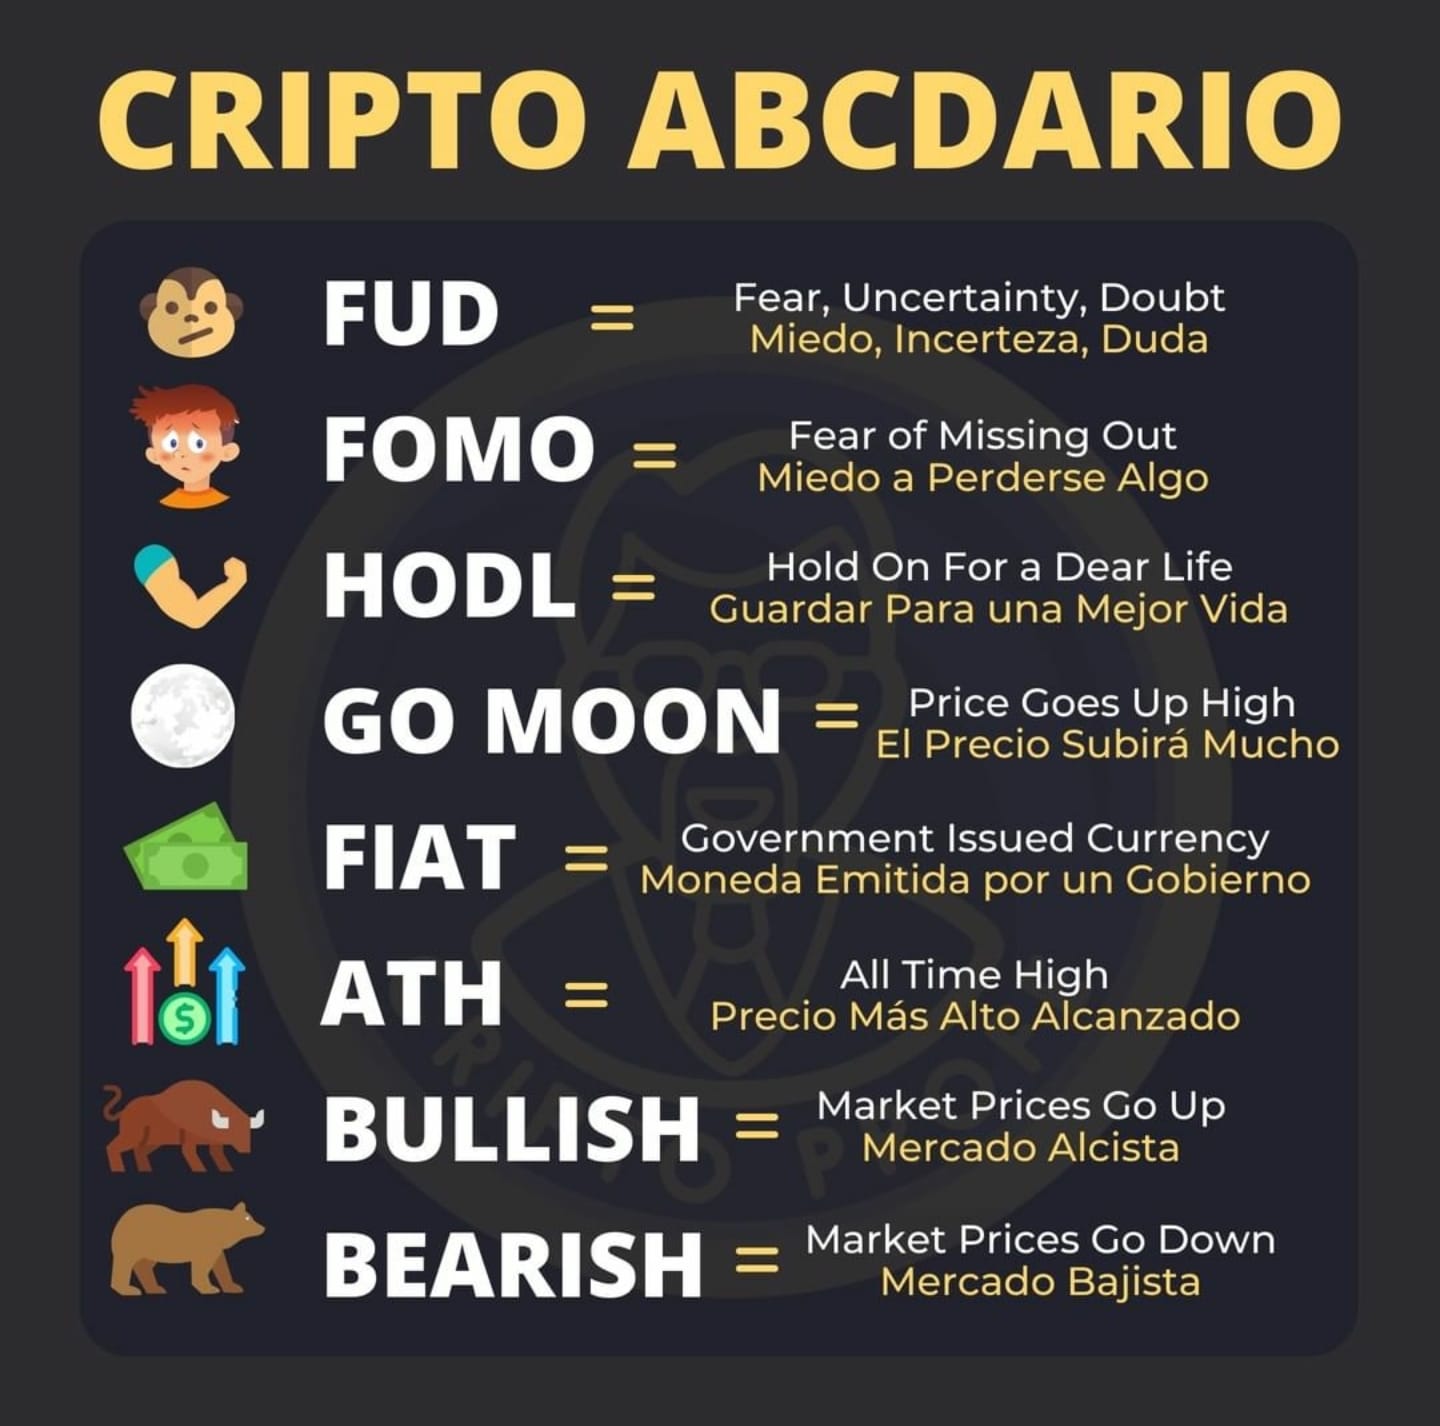 CRIPTO ABCDARIO
FUD = Fear, Uncertainty, Doubt
Miedo, Incerteza, Duda
FOMO = Fear of Missing Out
Miedo a Perderse Algo
HODL = Hold On For a Dear Life
Guardar Para una Mejor Vida
GO MOON = Price Goes Up High
El Precio Subirá Mucho
FIAT = Government Issued Currency
Moneda Emitida por un Gobierno
ATH = All Time High
Precio Más Alto Alcanzado
$
BULLISH = Market Prices Go Up
Mercado Alcista
BEARISH = Market Prices Go Down
Mercado Bajista